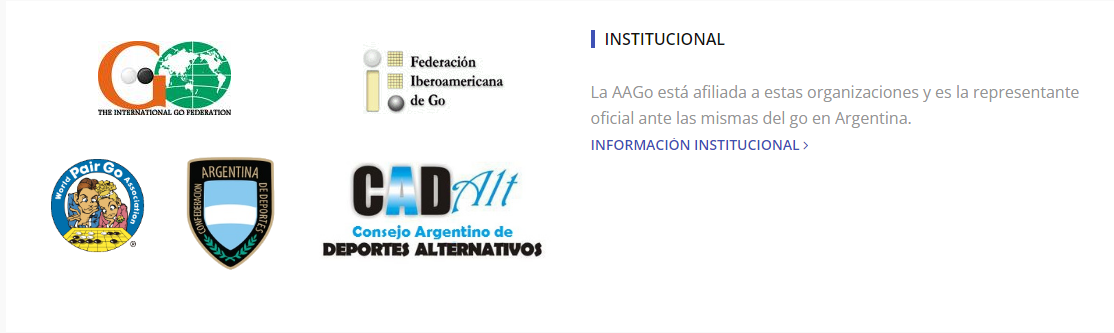 GO
THE INTERNATIONAL GO FEDERATION
Federación
Iberoamericana
de Go
World Pair Go Association
®
ARGENTINA
CONFEDERACION
DE DEPORTES
CADAlt
Consejo Argentino de
DEPORTES ALTERNATIVOS
INSTITUCIONAL
La AAGo está afiliada a estas organizaciones y es la representante
oficial ante las mismas del go en Argentina.
INFORMACIÓN INSTITUCIONAL >